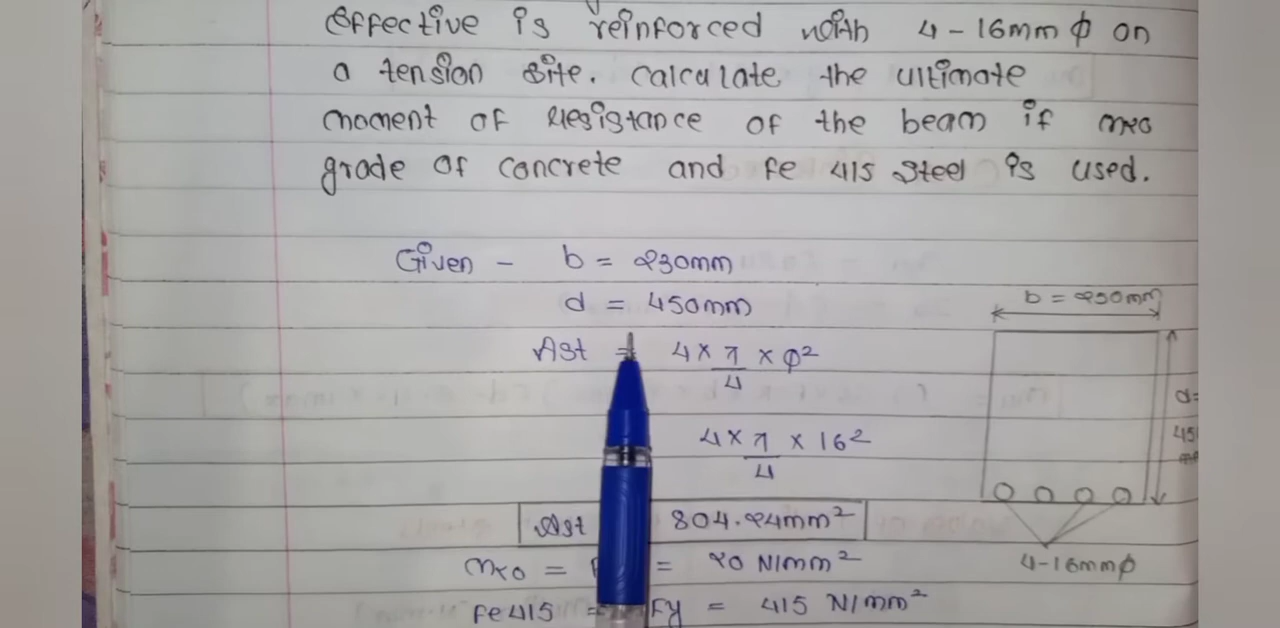 effective is reinforced with 4-16mm ϕ on
a tension site. calculate the ultimate
moment of resistance of the beam if M20
grade of concrete and fe 415 steel is used.
Given - b = 230mm
d = 450mm
b = 230mm
Ast = 4 × π/4 × ϕ²
d=
4 × π/4 × 16²
Ast 804.24mm²
M20 = = 20 N/mm²
4-16mmϕ
Fe415 = Fy = 415 N/mm²